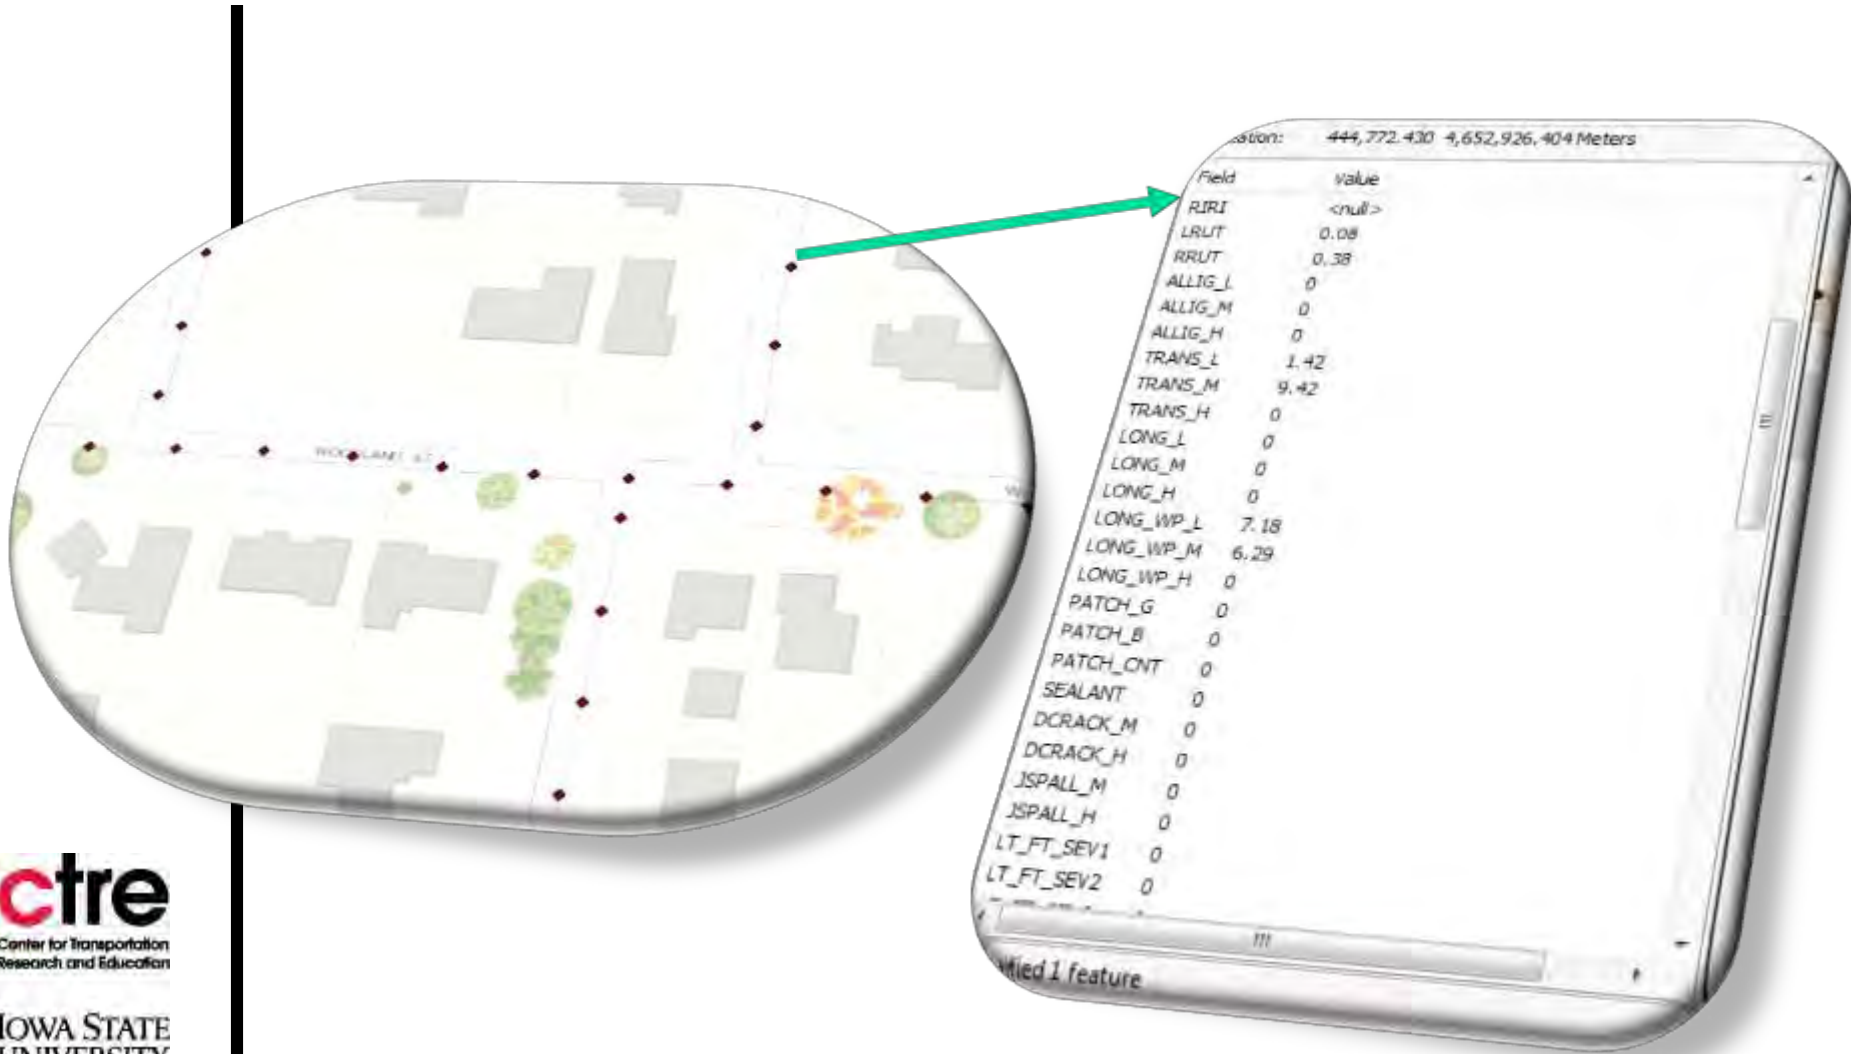 444,772.430 4,652,926.404 Meters
Field Value
RIRI <null>
LRUT 0.08
RRUT 0.38
ALLIG_L 0
ALLIG_M 0
ALLIG_H 0
TRANS_L 1.42
TRANS_M 9.42
TRANS_H 0
LONG_L 0
LONG_M 0
LONG_H 0
LONG_WP_L 7.18
LONG_WP_M 6.29
LONG_WP_H 0
PATCH_G 0
PATCH_B 0
PATCH_CNT 0
SEALANT 0
DCRACK_M 0
DCRACK_H 0
JSPALL_M 0
JSPALL_H 0
LT_FT_SEV1 0
LT_FT_SEV2 0
1 feature
WOODLAND ST
ctre
Center for Transportation
Research and Education
IOWA STATE
UNIVERSITY